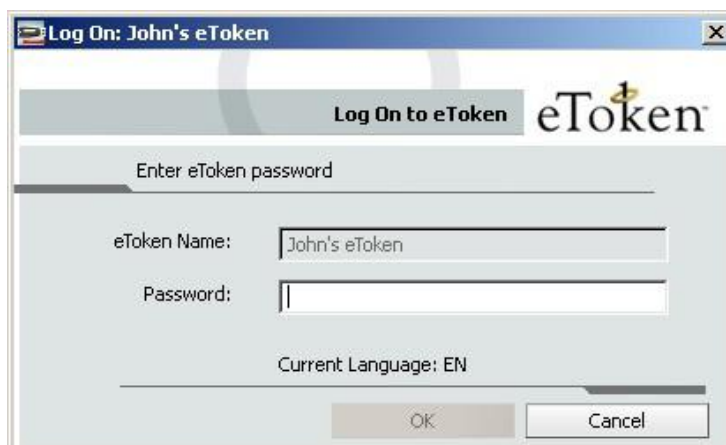 Log On: John's eToken
Log On to eToken
eToken
Enter eToken password
eToken Name:
John's eToken
Password:
Current Language: EN
OK
Cancel